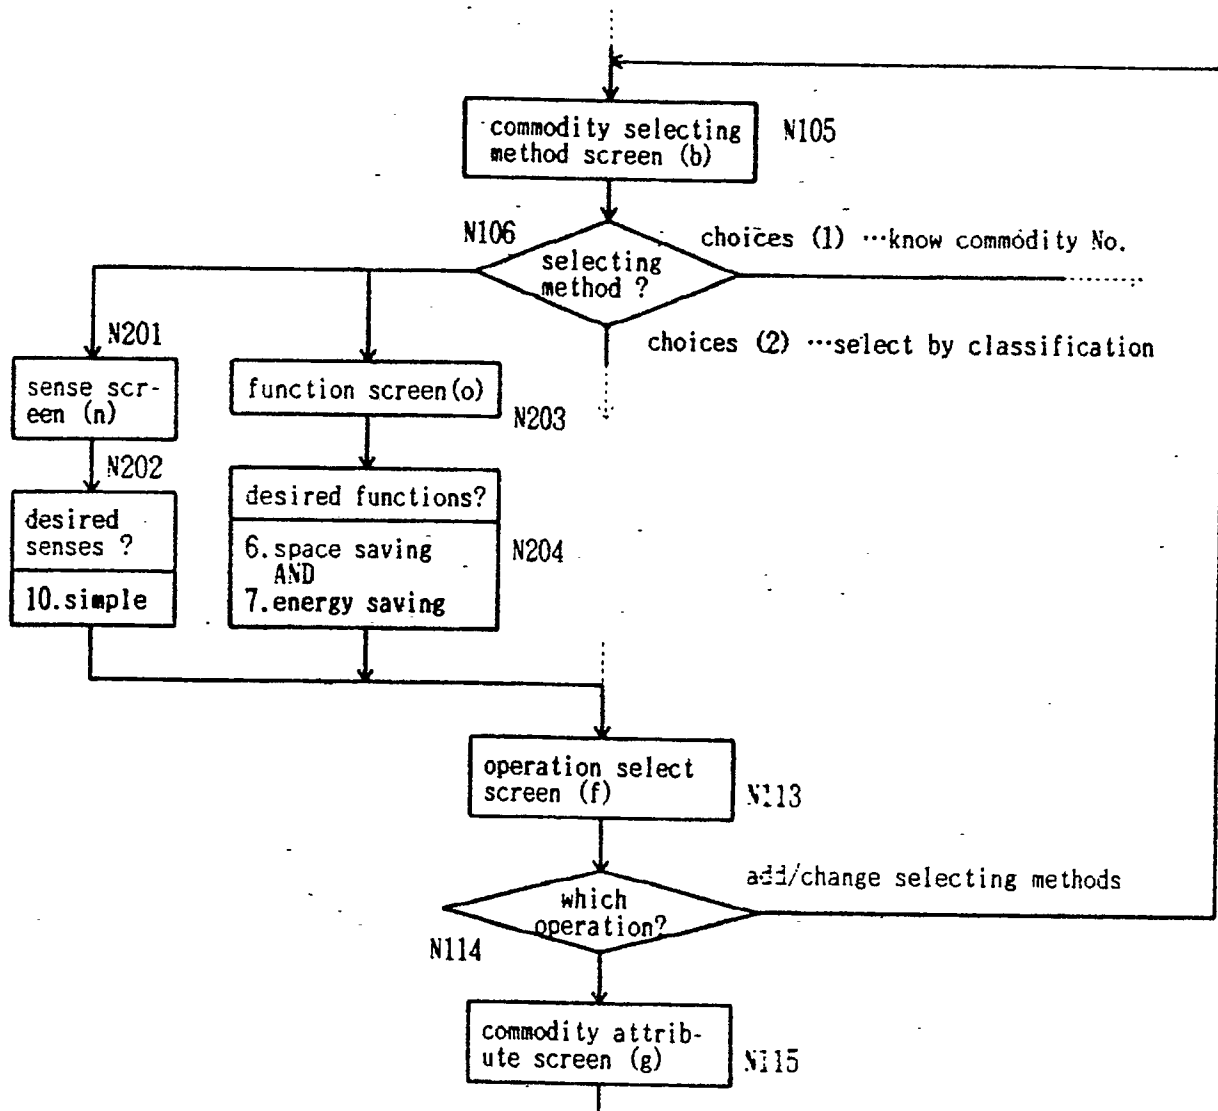 commodity selecting
method screen (b)
N105
N106
selecting
method ?
choices (1) …know commodity No.
choices (2) …select by classification
N201
sense scr-
een (n)
function screen(o)
N203
N202
desired
senses ?
10.simple
desired functions?
6.space saving
AND
7.energy saving
N204
operation select
screen (f)
N113
which
operation?
add/change selecting methods
N114
commodity attrib-
ute screen (g)
N115